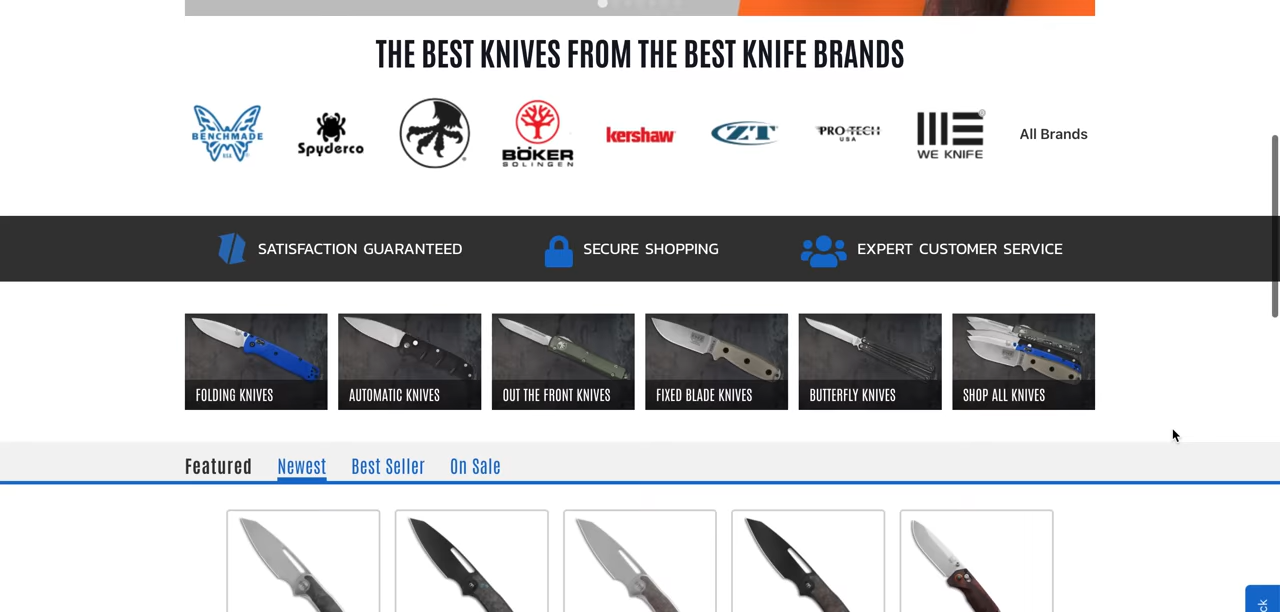 THE BEST KNIVES FROM THE BEST KNIFE BRANDS
BENCHMADE
USA
Spyderco
BÖKER
SOLINGEN
kershaw
ZT
PRO-TECH
USA
WE KNIFE
All Brands
SATISFACTION GUARANTEED
SECURE SHOPPING
EXPERT CUSTOMER SERVICE
FOLDING KNIVES
AUTOMATIC KNIVES
OUT THE FRONT KNIVES
FIXED BLADE KNIVES
BUTTERFLY KNIVES
SHOP ALL KNIVES
Featured Newest Best Seller On Sale